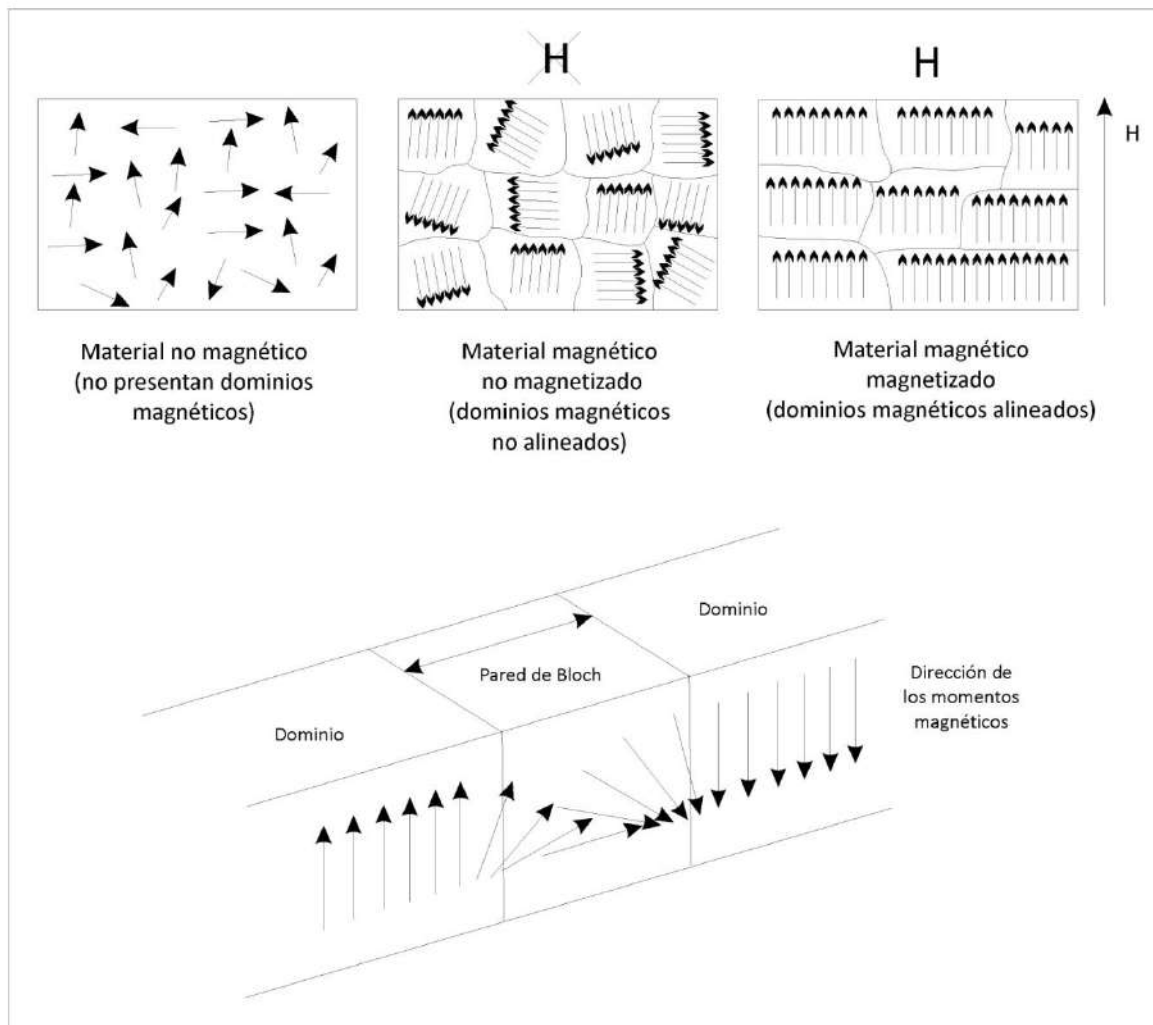 H
H
H
Material no magnético
(no presentan dominios
magnéticos)
Material magnético
no magnetizado
(dominios magnéticos
no alineados)
Material magnético
magnetizado
(dominios magnéticos alineados)
Dominio
Pared de Bloch
Dominio
Dirección de
los momentos
magnéticos